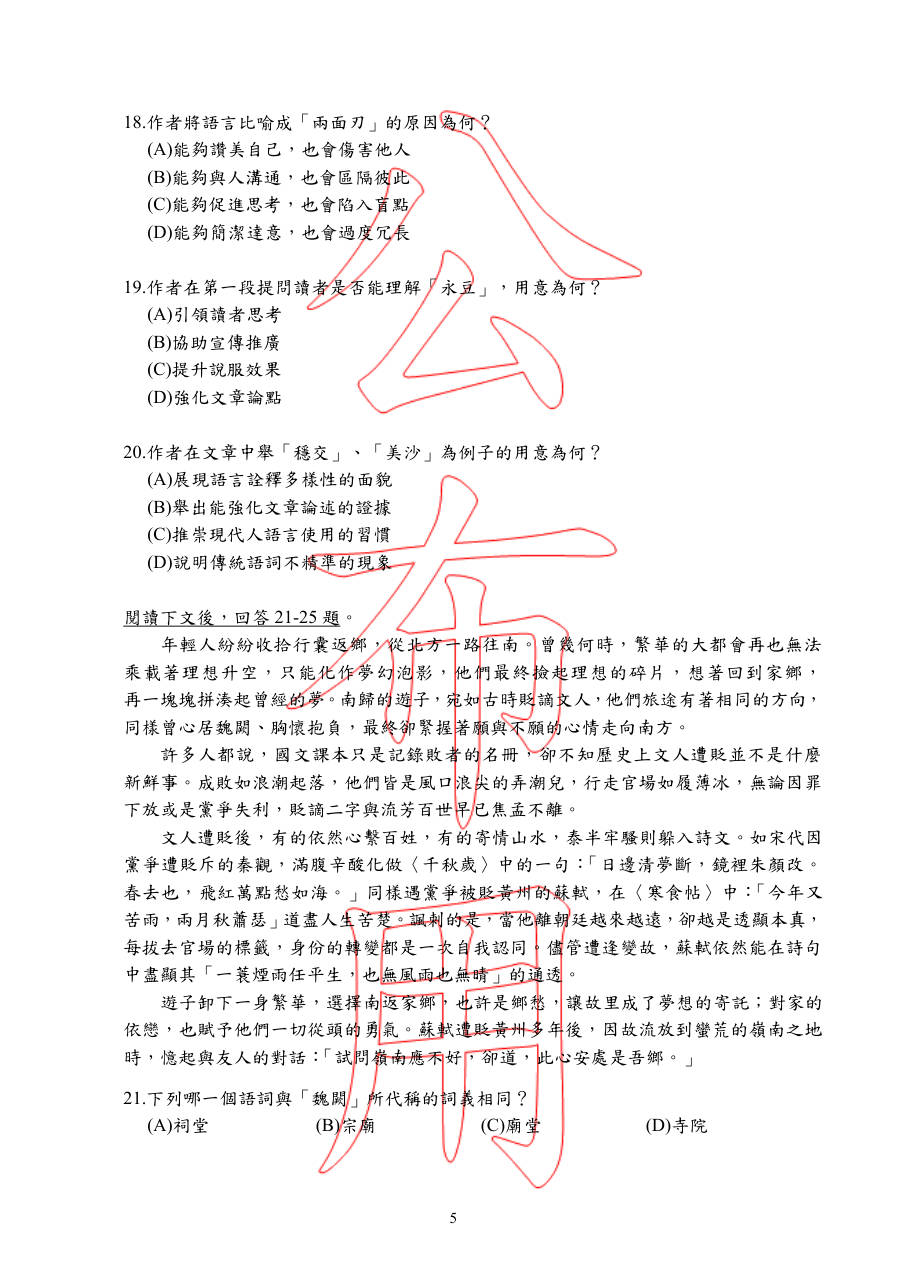 18.作者將語言比喻成「兩面刃」的原因為何？
(A)能夠讚美自己，也會傷害他人
(B)能夠與人溝通，也會區隔彼此
(C)能夠促進思考，也會陷入盲點
(D)能夠簡潔達意，也會過度冗長
19.作者在第一段提問讀者是否能理解「永豆」，用意為何？
(A)引領讀者思考
(B)協助宣傳推廣
(C)提升說服效果
(D)強化文章論點
20.作者在文章中舉「穩交」、「美沙」為例子的用意為何？
(A)展現語言詮釋多樣性的面貌
(B)舉出能強化文章論述的證據
(C)推崇現代人語言使用的習慣
(D)說明傳統語詞不精準的現象
閱讀下文後，回答 21-25 題。
年輕人紛紛收拾行囊返鄉，從北方一路往南。曾幾何時，繁華的大都會再也無法
乘載著理想升空，只能化作夢幻泡影，他們最終撿起理想的碎片，想著回到家鄉，
再一塊塊拼湊起曾經的夢。南歸的遊子，宛如古時貶謫文人，他們旅途有著相同的方向，
同樣曾心居魏闕、胸懷抱負，最終卻緊握著願與不願的心情走向南方。
許多人都說，國文課本只是記錄敗者的名冊，卻不知歷史上文人遭貶並不是什麼
新鮮事。成敗如浪潮起落，他們皆是風口浪尖的弄潮兒，行走官場如履薄冰，無論因罪
下放或是黨爭失利，貶謫二字與流芳百世早已焦孟不離。
文人遭貶後，有的依然心繫百姓，有的寄情山水，泰半牢騷則躲入詩文。如宋代因
黨爭遭貶斥的秦觀，滿腹辛酸化做〈千秋歲〉中的一句：「日邊清夢斷，鏡裡朱顏改。
春去也，飛紅萬點愁如海。」同樣遇黨爭被貶黃州的蘇軾，在〈寒食帖〉中：「今年又
苦雨，兩月秋蕭瑟」道盡人生苦楚。諷刺的是，當他離朝廷越來越遠，卻越是透顯本真，
每拔去官場的標籤，身份的轉變都是一次自我認同。儘管遭逢變故，蘇軾依然能在詩句
中盡顯其「一蓑煙雨任平生，也無風雨也無晴」的通透。
遊子卸下一身繁華，選擇南返家鄉，也許是鄉愁，讓故里成了夢想的寄託；對家的
依戀，也賦予他們一切從頭的勇氣。蘇軾遭貶黃州多年後，因故流放到蠻荒的嶺南之地
時，憶起與友人的對話：「試問嶺南應不好，卻道，此心安處是吾鄉。」
21.下列哪一個語詞與「魏闕」所代稱的詞義相同？
(A)祠堂 (B)宗廟 (C)廟堂 (D)寺院
5
公布用